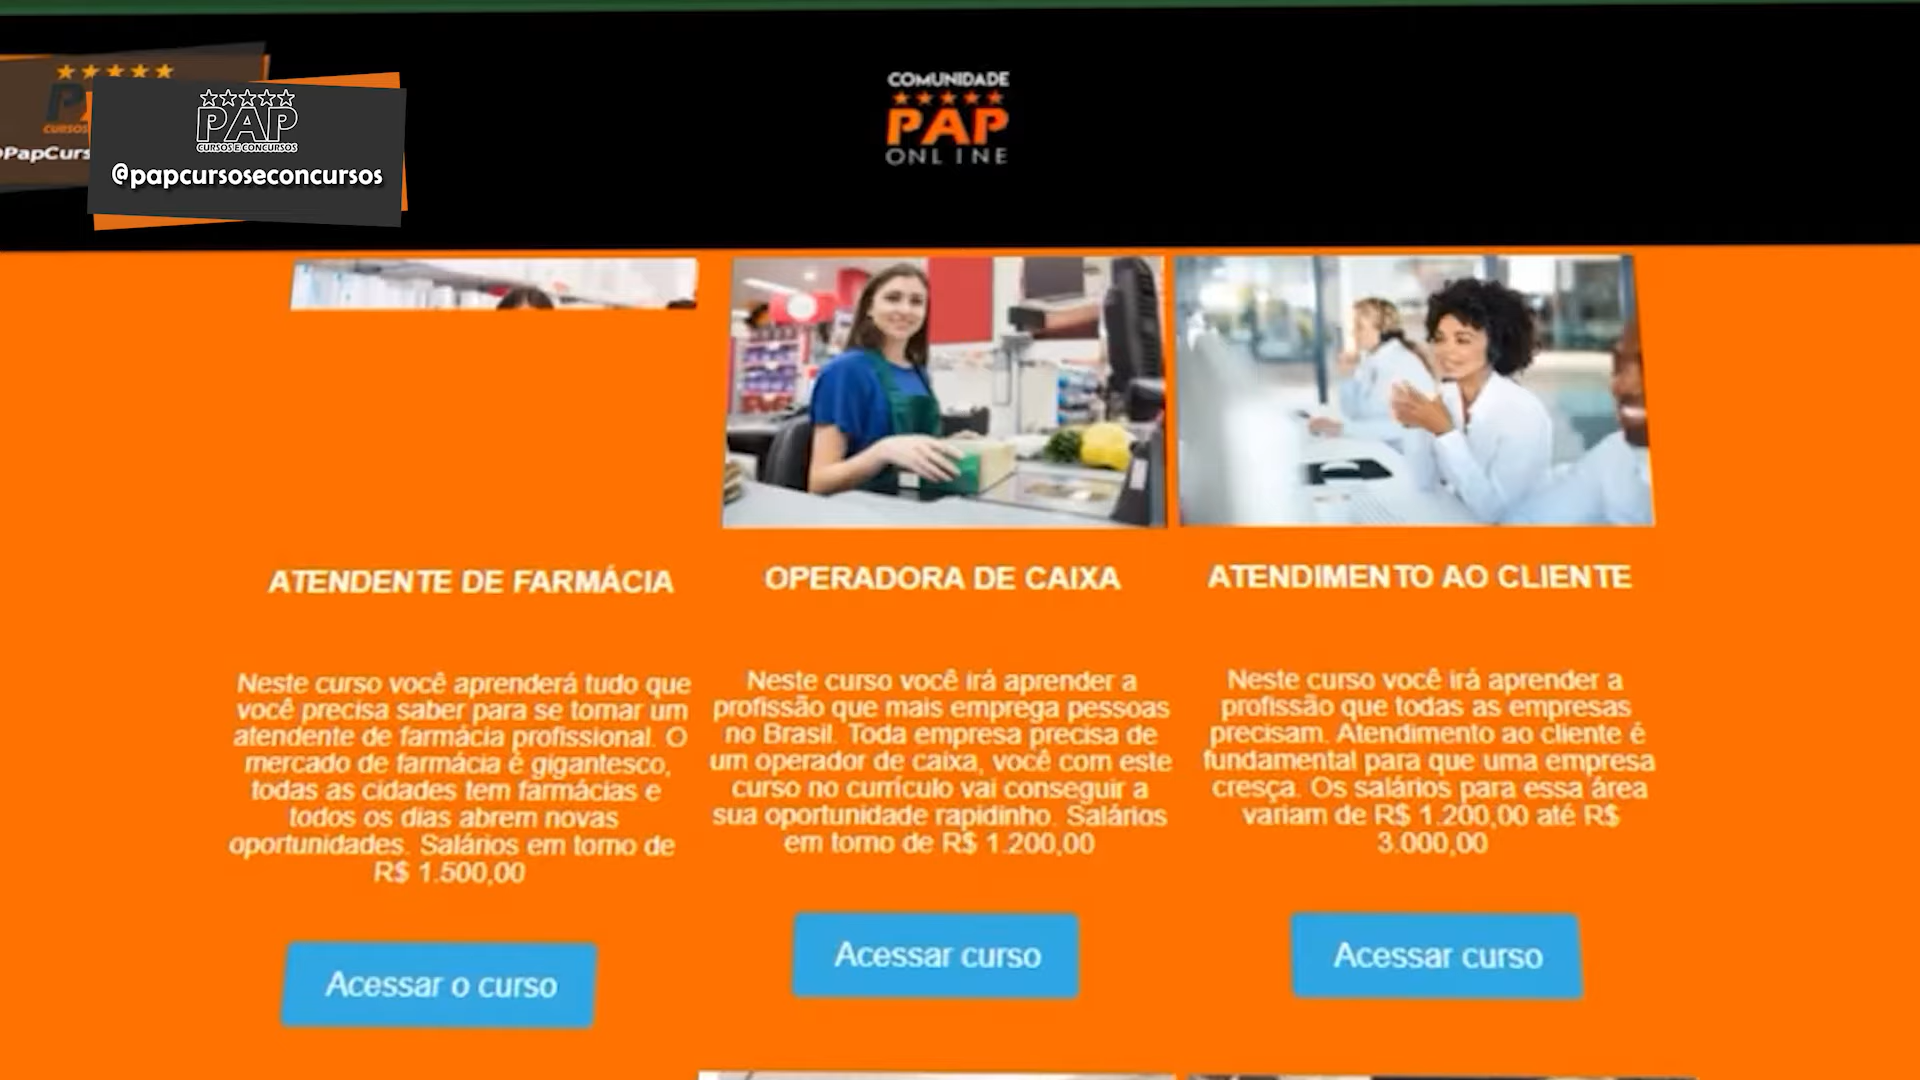 COMUNIDADE
PAP
ONLINE
PAP
CURSOS E CONCURSOS
@papcursoseconcursos
ATENDENTE DE FARMÁCIA
Neste curso você aprenderá tudo que
você precisa saber para se tornar um
atendente de farmácia profissional. O
mercado de farmácia é gigantesco,
todas as cidades tem farmácias e
todos os dias abrem novas
oportunidades. Salários em torno de
R$ 1.500,00
Acessar o curso
OPERADORA DE CAIXA
Neste curso você irá aprender a
profissão que mais emprega pessoas
no Brasil. Toda empresa precisa de
um operador de caixa, você com este
curso no currículo vai conseguir a
sua oportunidade rapidinho. Salários
em torno de R$ 1.200,00
Acessar curso
ATENDIMENTO AO CLIENTE
Neste curso você irá aprender a
profissão que todas as empresas
precisam. Atendimento ao cliente é
fundamental para que uma empresa
cresça. Os salários para essa área
variam de R$ 1.200,00 até R$
3.000,00
Acessar curso